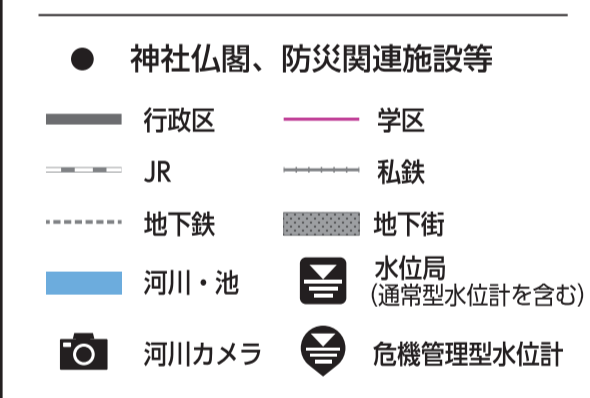 神社仏閣、防災関連施設等
行政区
学区
JR
私鉄
地下鉄
地下街
河川・池
水位局
（通常型水位計を含む）
河川カメラ
危機管理型水位計